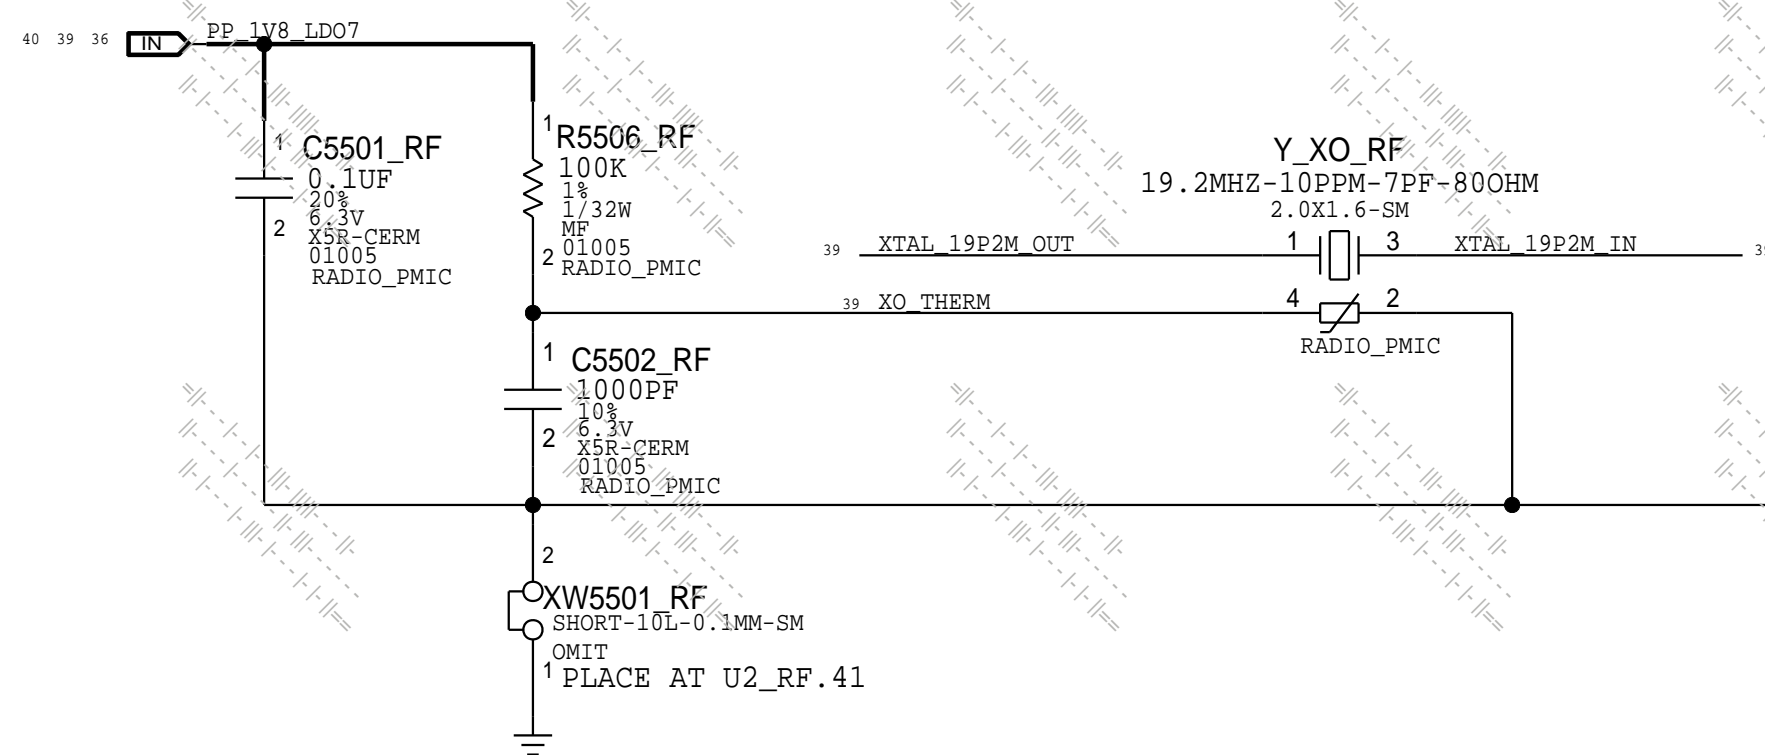 40 39 36 IN PP_1V8_LDO7
1 C5501_RF
0.1UF
20%
6.3V
2 X5R-CERM
01005
RADIO_PMIC
1 R5506_RF
100K
1%
1/32W
MF
01005
2 RADIO_PMIC
Y_XO_RF
19.2MHZ-10PPM-7PF-80OHM
2.0X1.6-SM
39 XTAL_19P2M_OUT 1 3 XTAL_19P2M_IN
39 XO_THERM 4 2
RADIO_PMIC
1 C5502_RF
1000PF
10%
6.3V
2 X5R-CERM
01005
RADIO_PMIC
2
XW5501_RF
SHORT-10L-0.1MM-SM
OMIT
1 PLACE AT U2_RF.41